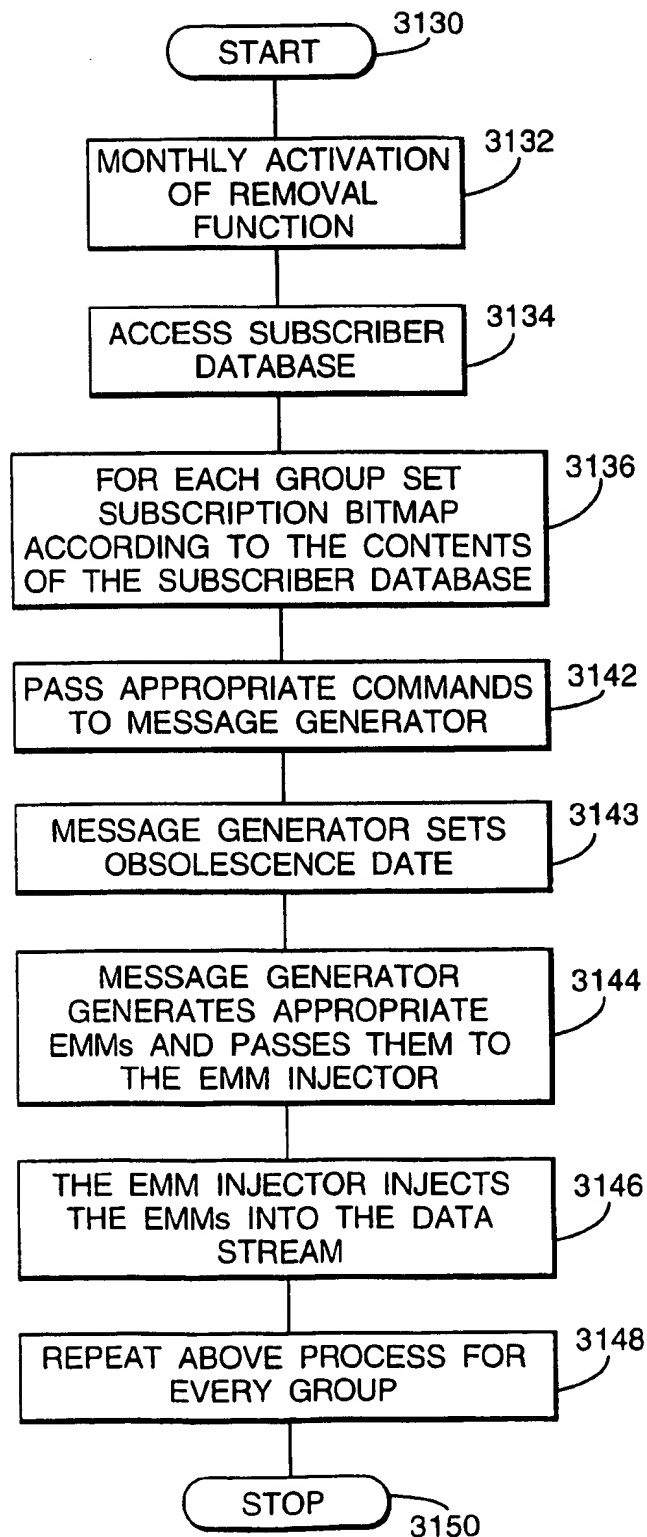 START
3130
MONTHLY ACTIVATION
OF REMOVAL
FUNCTION
3132
ACCESS SUBSCRIBER
DATABASE
3134
FOR EACH GROUP SET
SUBSCRIPTION BITMAP
ACCORDING TO THE CONTENTS
OF THE SUBSCRIBER DATABASE
3136
PASS APPROPRIATE COMMANDS
TO MESSAGE GENERATOR
3142
MESSAGE GENERATOR SETS
OBSOLESCENCE DATE
3143
MESSAGE GENERATOR
GENERATES APPROPRIATE
EMMs AND PASSES THEM TO
THE EMM INJECTOR
3144
THE EMM INJECTOR INJECTS
THE EMMs INTO THE DATA
STREAM
3146
REPEAT ABOVE PROCESS FOR
EVERY GROUP
3148
STOP
3150